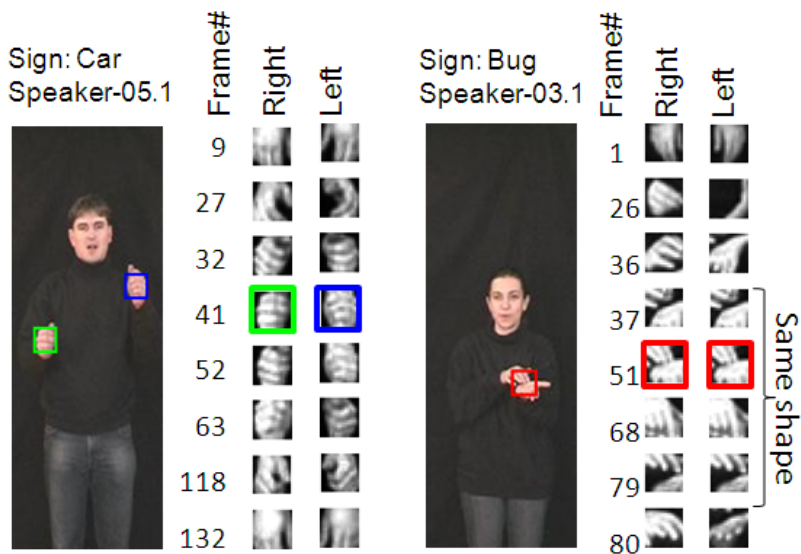 Sign: Car
Speaker-05.1
Frame#
Right
Left
9
27
32
41
52
63
118
132
Sign: Bug
Speaker-03.1
Frame#
Right
Left
1
26
36
37
51
68
79
80
Same shape